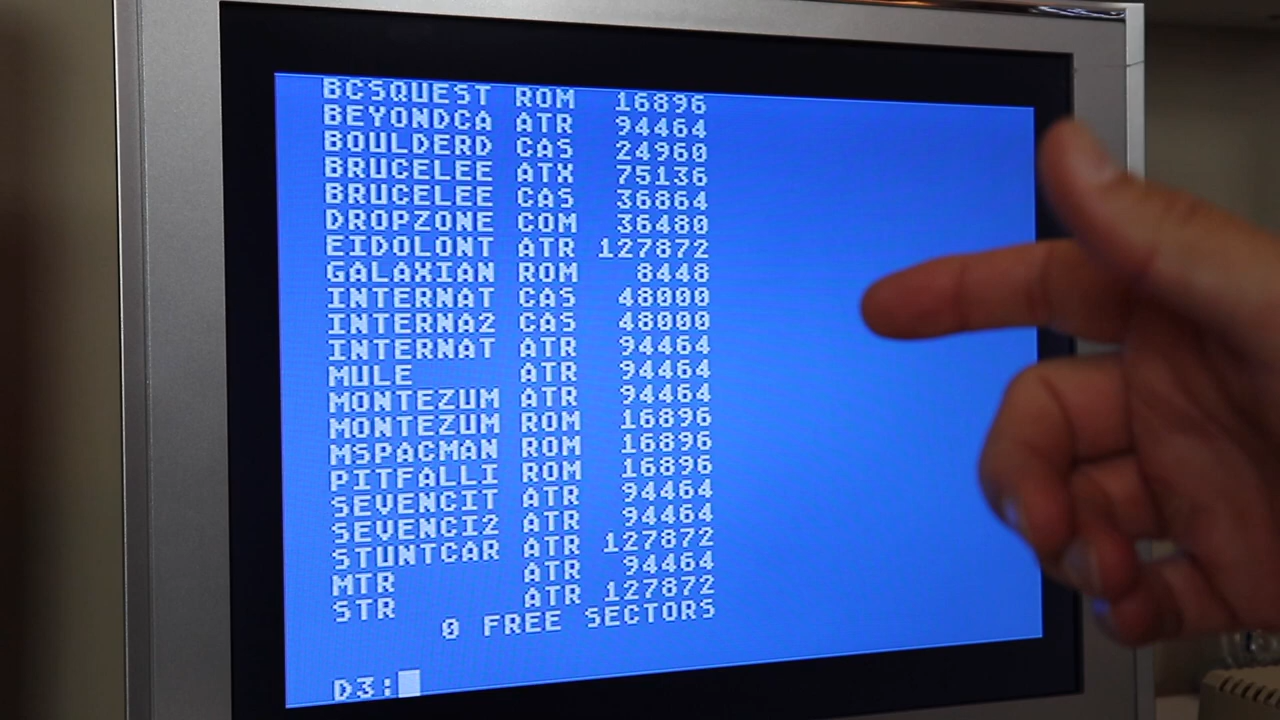 BCSQUEST ROM 16896
BEYONDCA ATR 94464
BOULDERD CAS 24960
BRUCELEE ATX 75136
BRUCELEE CAS 36864
DROPZONE COM 36480
EIDOLONT ATR 127872
GALAXIAN ROM 8448
INTERNAT CAS 48000
INTERNA2 CAS 48000
INTERNAT ATR 94464
MULE ATR 94464
MONTEZUM ATR 94464
MONTEZUM ROM 16896
MSPACMAN ROM 16896
PITFALLI ROM 16896
SEVENCIT ATR 94464
SEVENCI2 ATR 94464
STUNTCAR ATR 127872
MTR ATR 94464
STR ATR 127872
0 FREE SECTORS
D3: